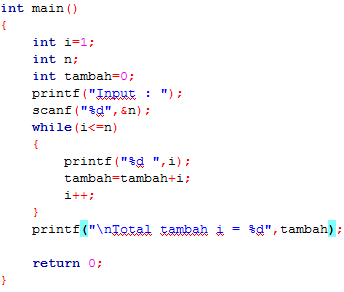 int main()
{
    int i=1;
    int n;
    int tambah=0;
    printf("Input : ");
    scanf("%d",&n);
    while(i<=n)
    {
        printf("%d ",i);
        tambah=tambah+i;
        i++;
    }
    printf("\nTotal tambah i = %d",tambah);

    return 0;
}